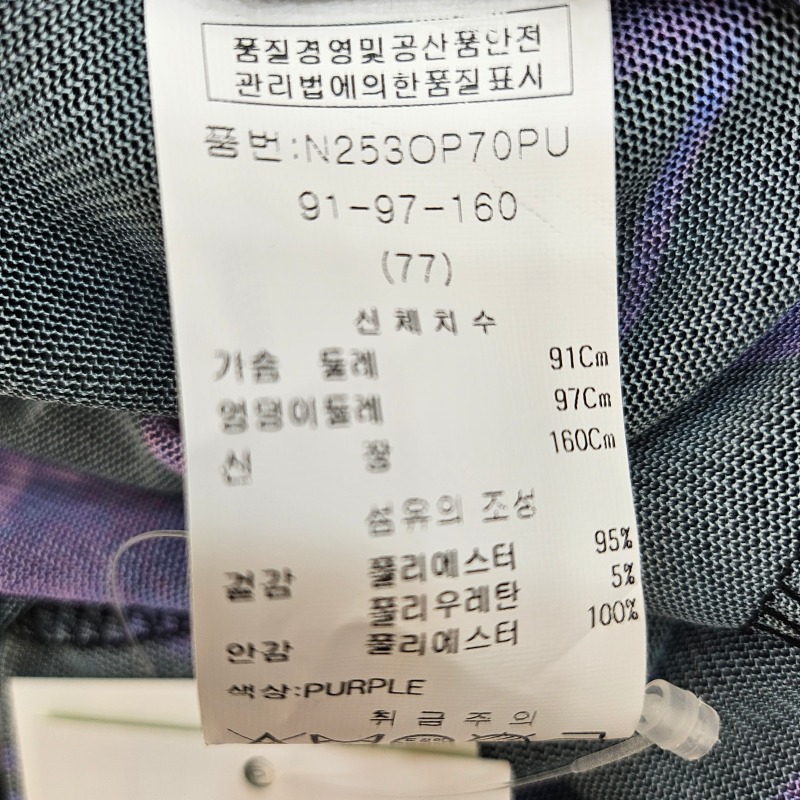 품질경영및공산품안전
관리법에의한품질표시
품번:N253OP70PU
91-97-160
(77)
신체치수
가슴 둘레 91Cm
엉덩이둘레 97Cm
신 장 160Cm
섬유의 조성
겉감 폴리에스터 95%
폴리우레탄 5%
안감 폴리에스터 100%
색상:PURPLE
취급주의